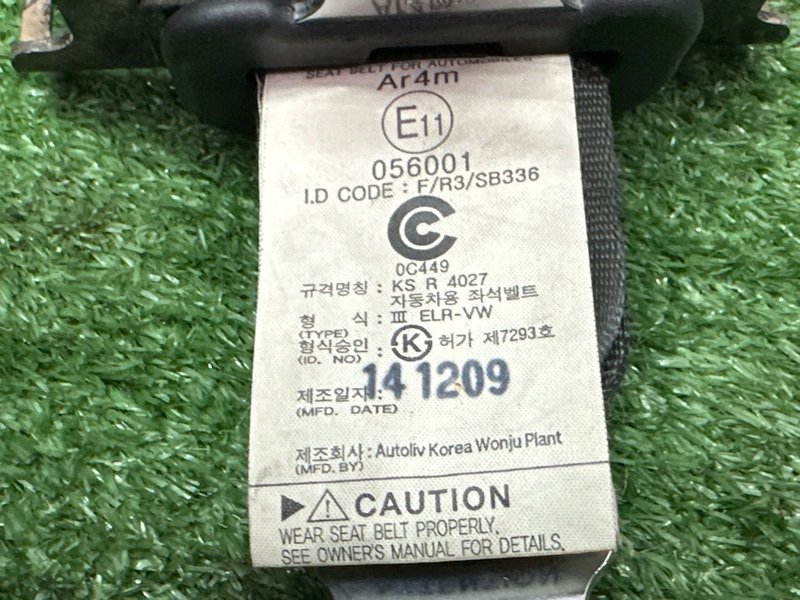 SEAT BELT FOR AUTOMOBILES
Ar4m
E11
056001
I.D CODE : F/R3/SB336
0C449
규격명칭 : KS R 4027
자동차용 좌석벨트
형 식 : Ⅲ ELR-VW
(TYPE)
형식승인 : K 허가 제7293호
(ID. NO)
제조일자 : 14 1209
(MFD. DATE)
제조회사 : Autoliv Korea Wonju Plant
(MFD. BY)
CAUTION
WEAR SEAT BELT PROPERLY.
SEE OWNER'S MANUAL FOR DETAILS.